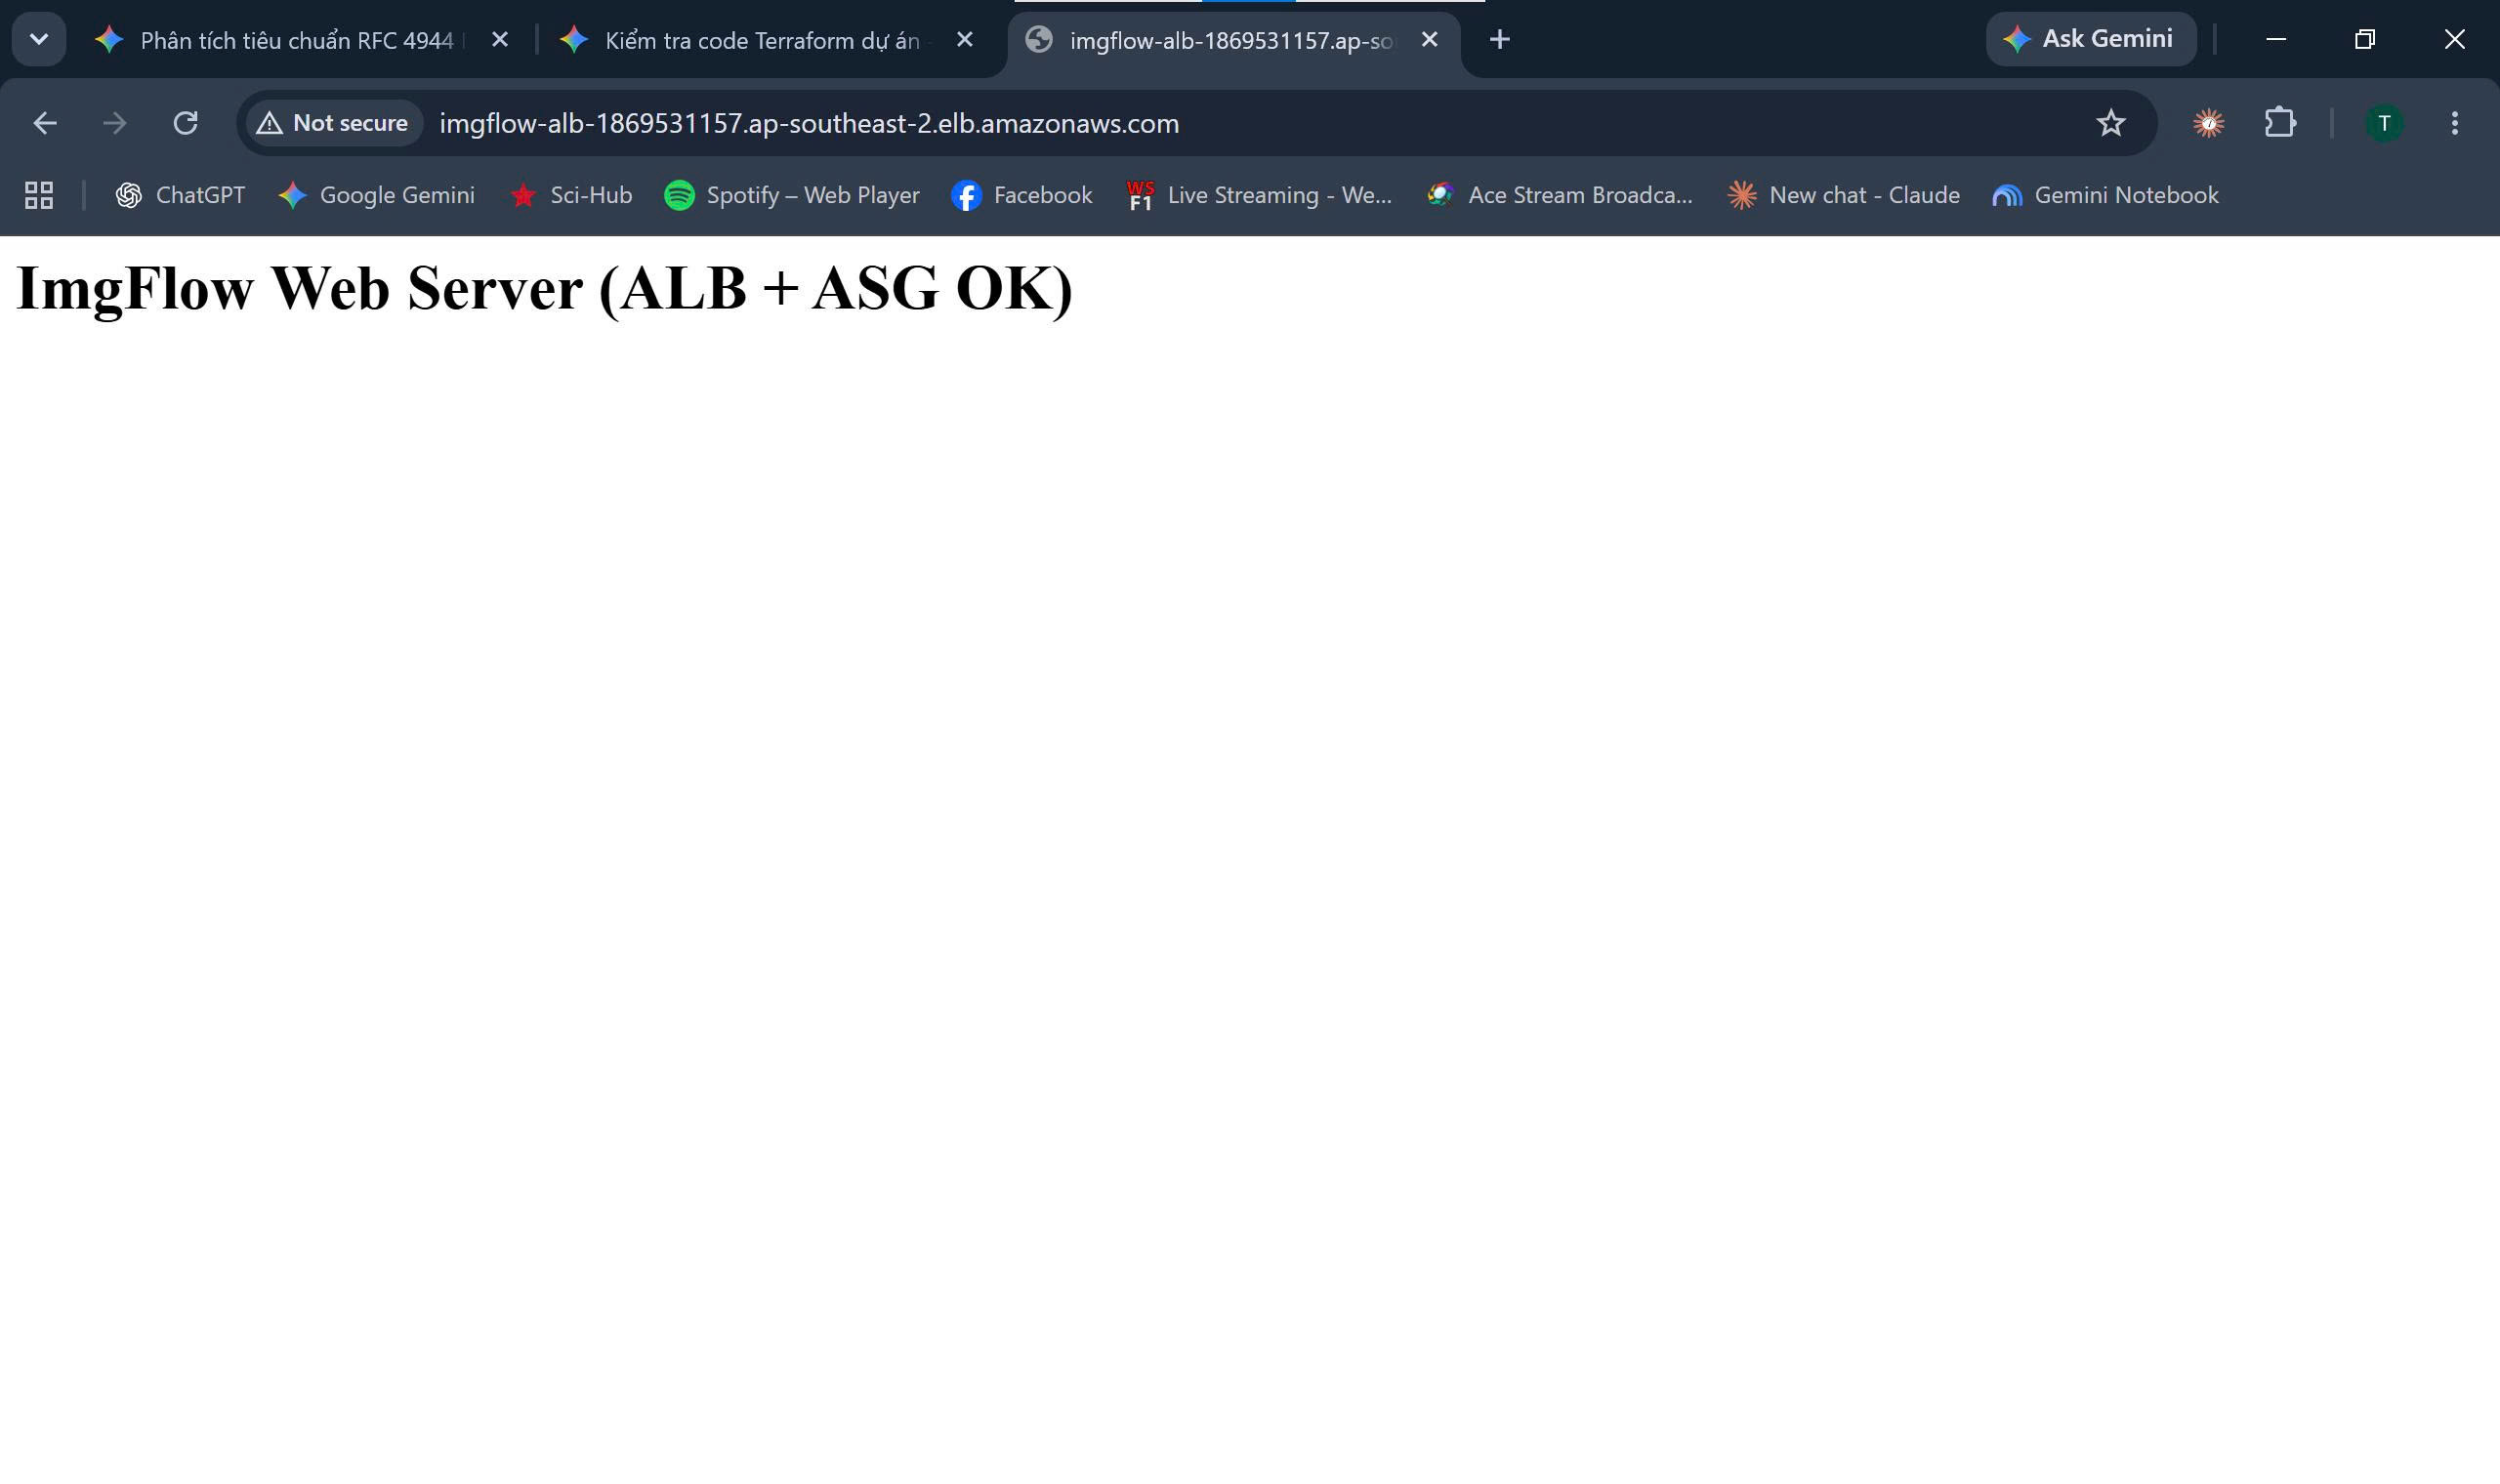 Phân tích tiêu chuẩn RFC 4944
Kiểm tra code Terraform dự án
imgflow-alb-1869531157.ap-so
Ask Gemini
Not secure
imgflow-alb-1869531157.ap-southeast-2.elb.amazonaws.com
T
ChatGPT
Google Gemini
Sci-Hub
Spotify – Web Player
Facebook
WS F1
Live Streaming - We...
Ace Stream Broadca...
New chat - Claude
Gemini Notebook
ImgFlow Web Server (ALB + ASG OK)